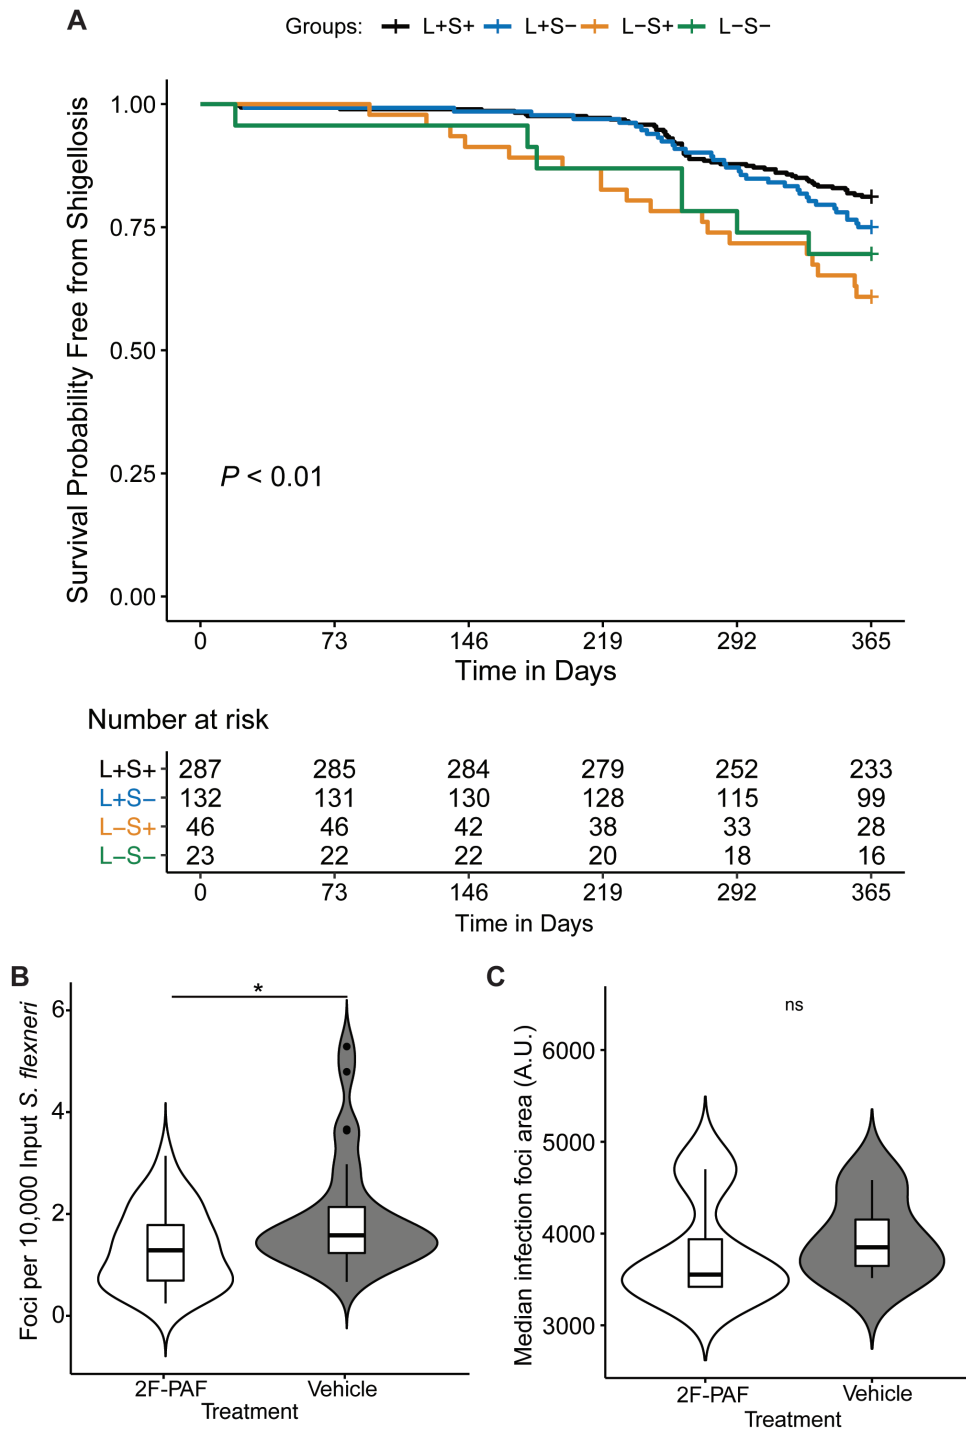 A
Groups: L+S+ L+S− L−S+ L−S−
Survival Probability Free from Shigellosis
1.00
0.75
0.50
0.25
0.00
P < 0.01
0 73 146 219 292 365
Time in Days
Number at risk
L+S+ 287 285 284 279 252 233
L+S− 132 131 130 128 115 99
L−S+ 46 46 42 38 33 28
L−S− 23 22 22 20 18 16
0 73 146 219 292 365
Time in Days
B
Foci per 10,000 Input S. flexneri
6
4
2
0
*
2F-PAF Vehicle
Treatment
C
Median infection foci area (A.U.)
6000
5000
4000
3000
ns
2F-PAF Vehicle
Treatment